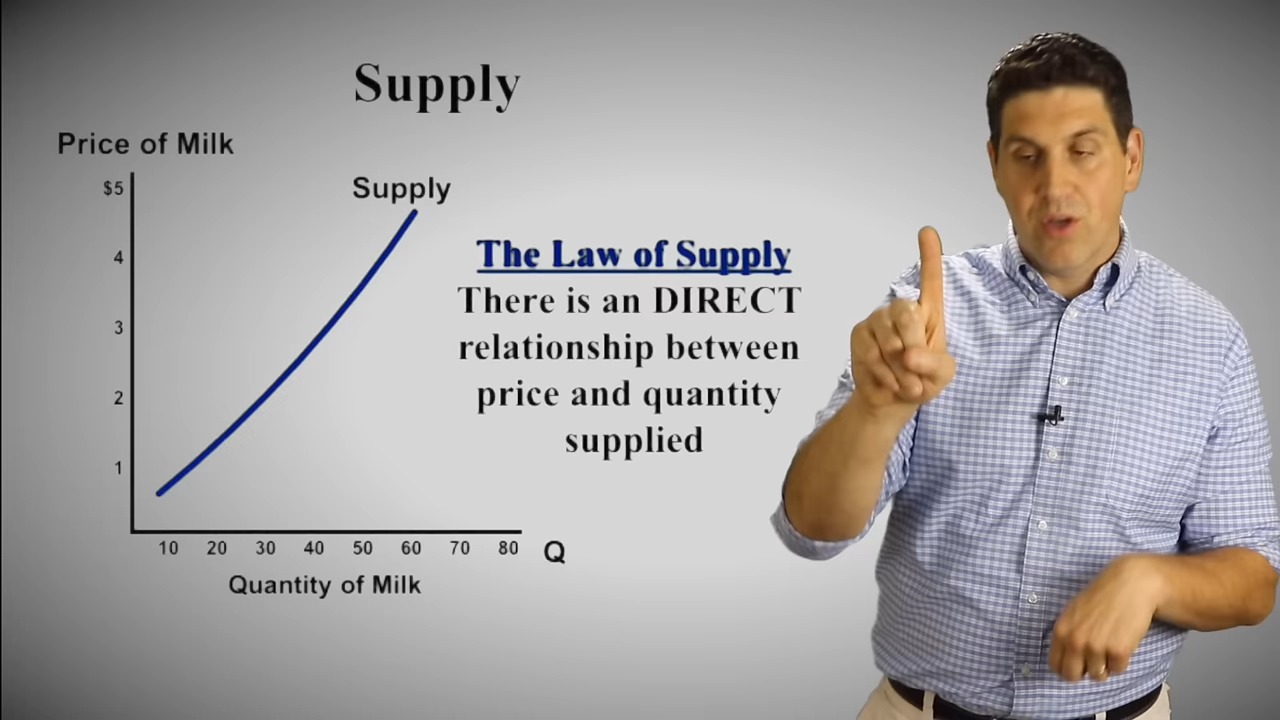 Supply
Price of Milk
$5
4
3
2
1
Supply
The Law of Supply
There is an DIRECT
relationship between
price and quantity
supplied
10 20 30 40 50 60 70 80 Q
Quantity of Milk